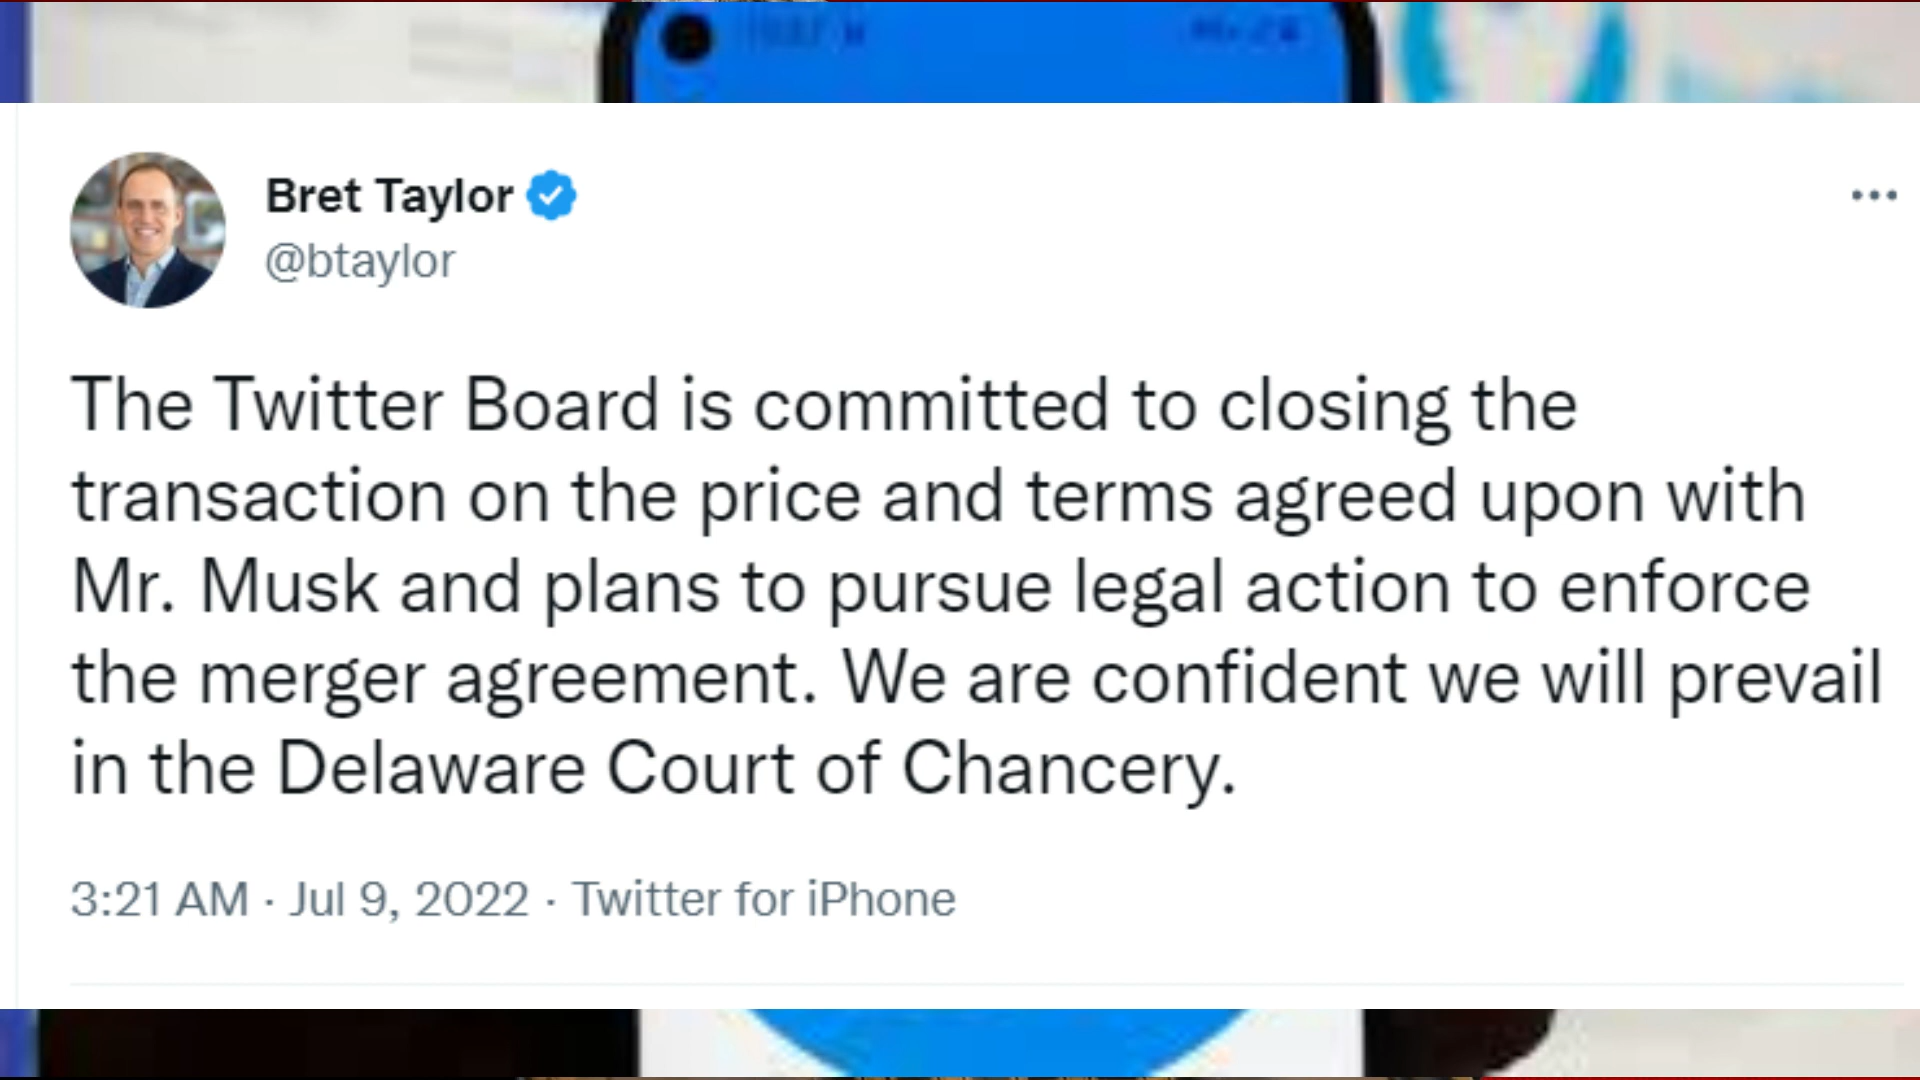 Bret Taylor
@btaylor
The Twitter Board is committed to closing the
transaction on the price and terms agreed upon with
Mr. Musk and plans to pursue legal action to enforce
the merger agreement. We are confident we will prevail
in the Delaware Court of Chancery.
3:21 AM · Jul 9, 2022 · Twitter for iPhone